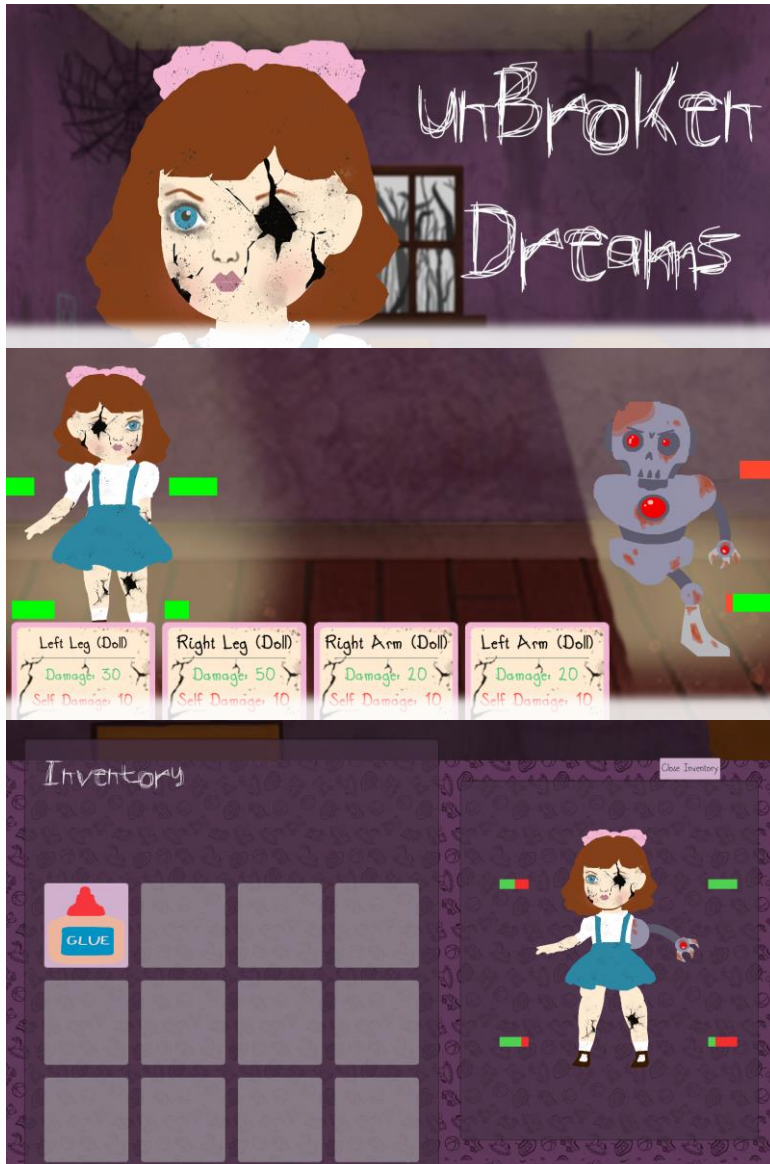 unBroken
Dreams
Left Leg (Doll)
Damage: 30
Self Damage: 10
Right Leg (Doll)
Damage: 50
Self Damage: 10
Right Arm (Doll)
Damage: 20
Self Damage: 10
Left Arm (Doll)
Damage: 20
Self Damage: 10
Inventory
Close Inventory
GLUE